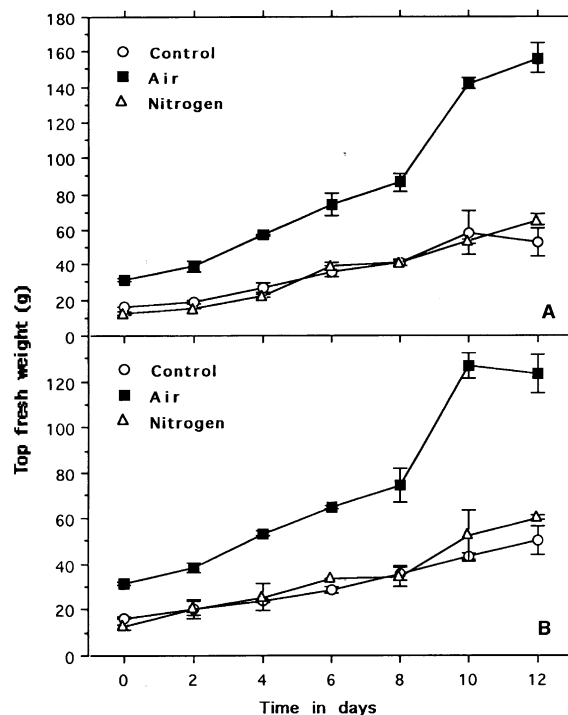 Top fresh weight (g)
180
160
140
120
100
80
60
40
20
0
Control
Air
Nitrogen
A
120
100
80
60
40
20
0
Control
Air
Nitrogen
B
0 2 4 6 8 10 12
Time in days